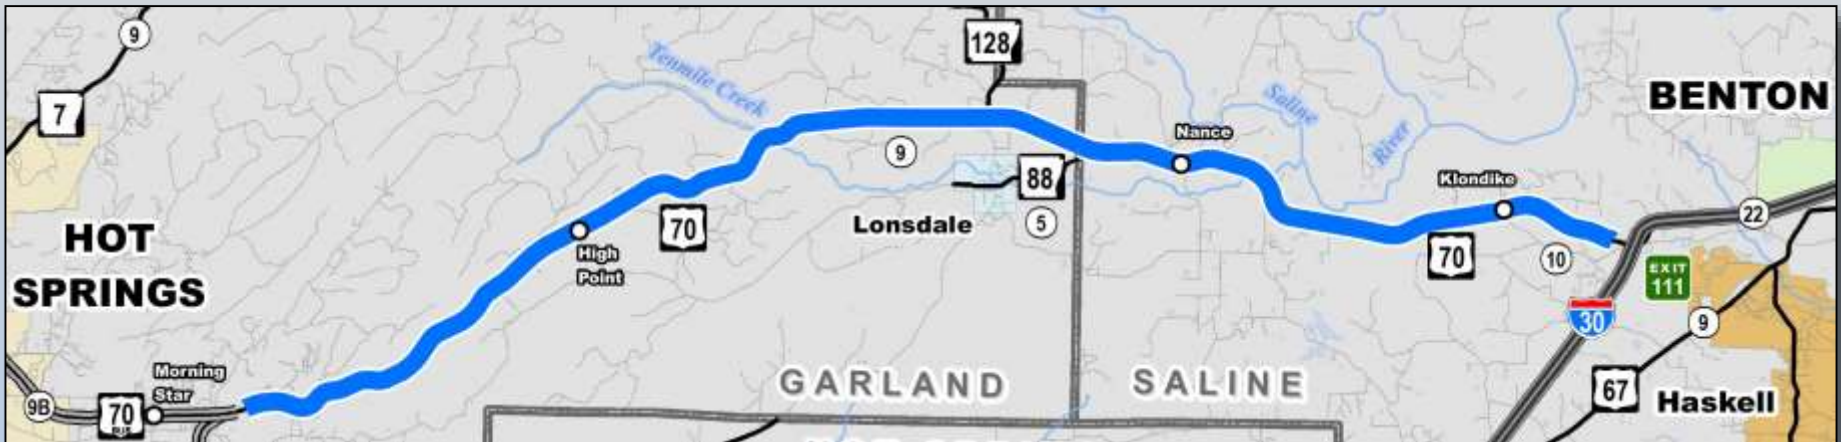 9
7
HOT
SPRINGS
9B
70
BUS
Morning
Star
High
Point
70
Tenmile Creek
128
9
Lonsdale
88
5
GARLAND
SALINE
Nance
Saline
River
Klondike
70
10
30
EXIT
111
22
BENTON
9
67
Haskell